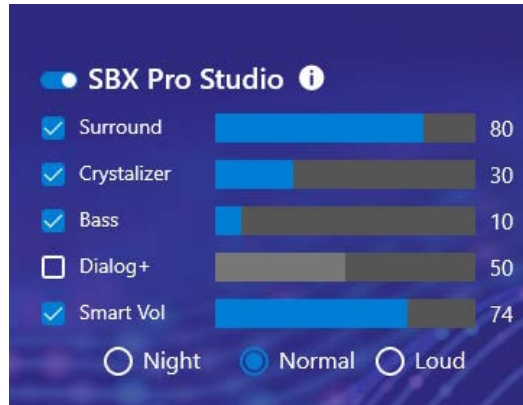 SBX Pro Studio i
Surround 80
Crystalizer 30
Bass 10
Dialog+ 50
Smart Vol 74
Night Normal Loud